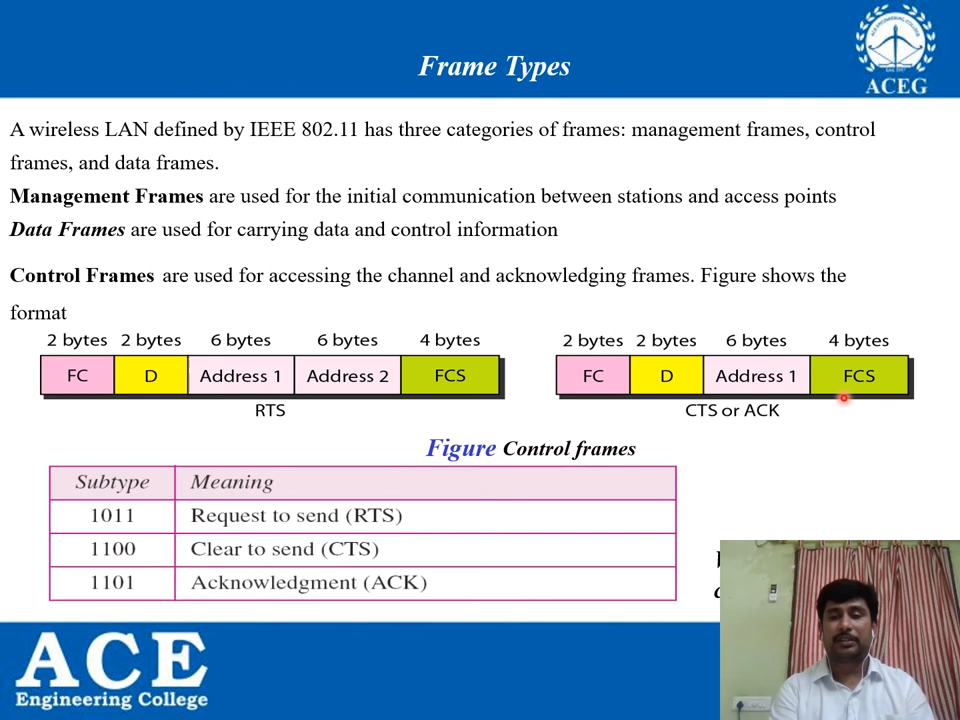 Frame Types
ACEG
A wireless LAN defined by IEEE 802.11 has three categories of frames: management frames, control
frames, and data frames.
Management Frames are used for the initial communication between stations and access points
Data Frames are used for carrying data and control information
Control Frames are used for accessing the channel and acknowledging frames. Figure shows the
format
2 bytes 2 bytes 6 bytes 6 bytes 4 bytes
FC D Address 1 Address 2 FCS
RTS
2 bytes 2 bytes 6 bytes 4 bytes
FC D Address 1 FCS
CTS or ACK
Figure Control frames
Subtype Meaning
1011 Request to send (RTS)
1100 Clear to send (CTS)
1101 Acknowledgment (ACK)
ACE
Engineering College